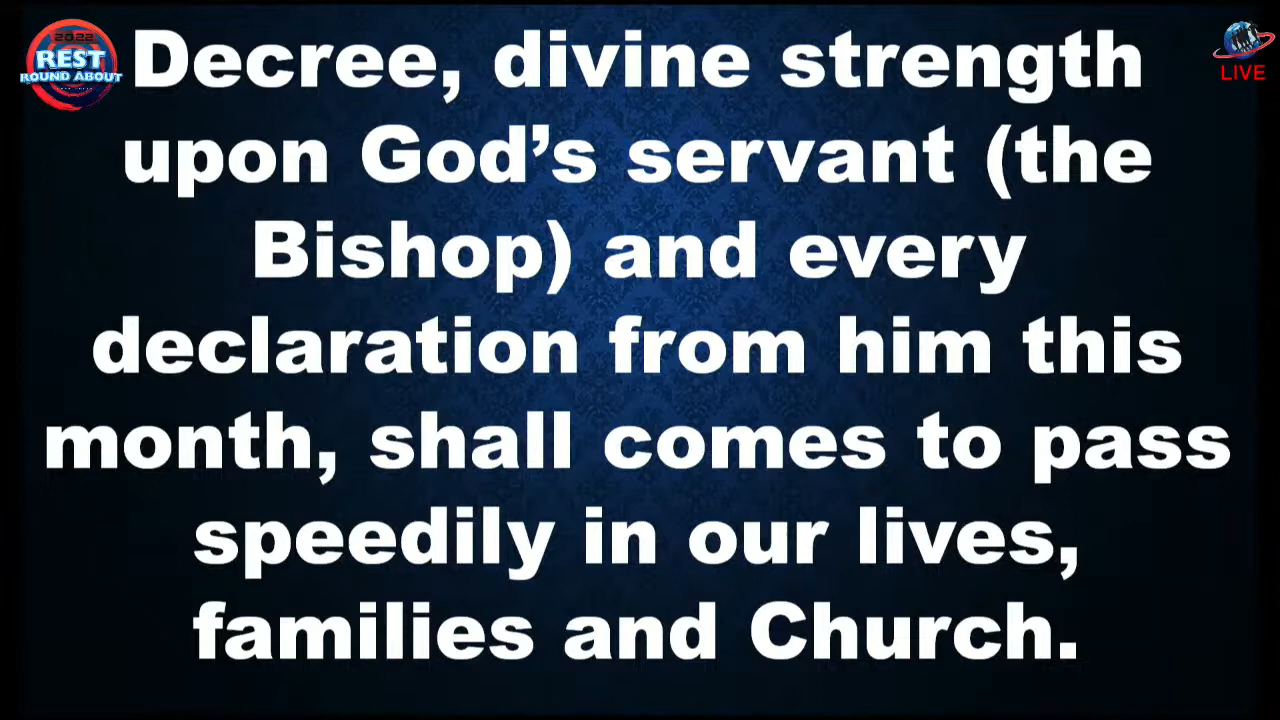 2022
REST
ROUND ABOUT
LIVE
Decree, divine strength
upon God’s servant (the
Bishop) and every
declaration from him this
month, shall comes to pass
speedily in our lives,
families and Church.